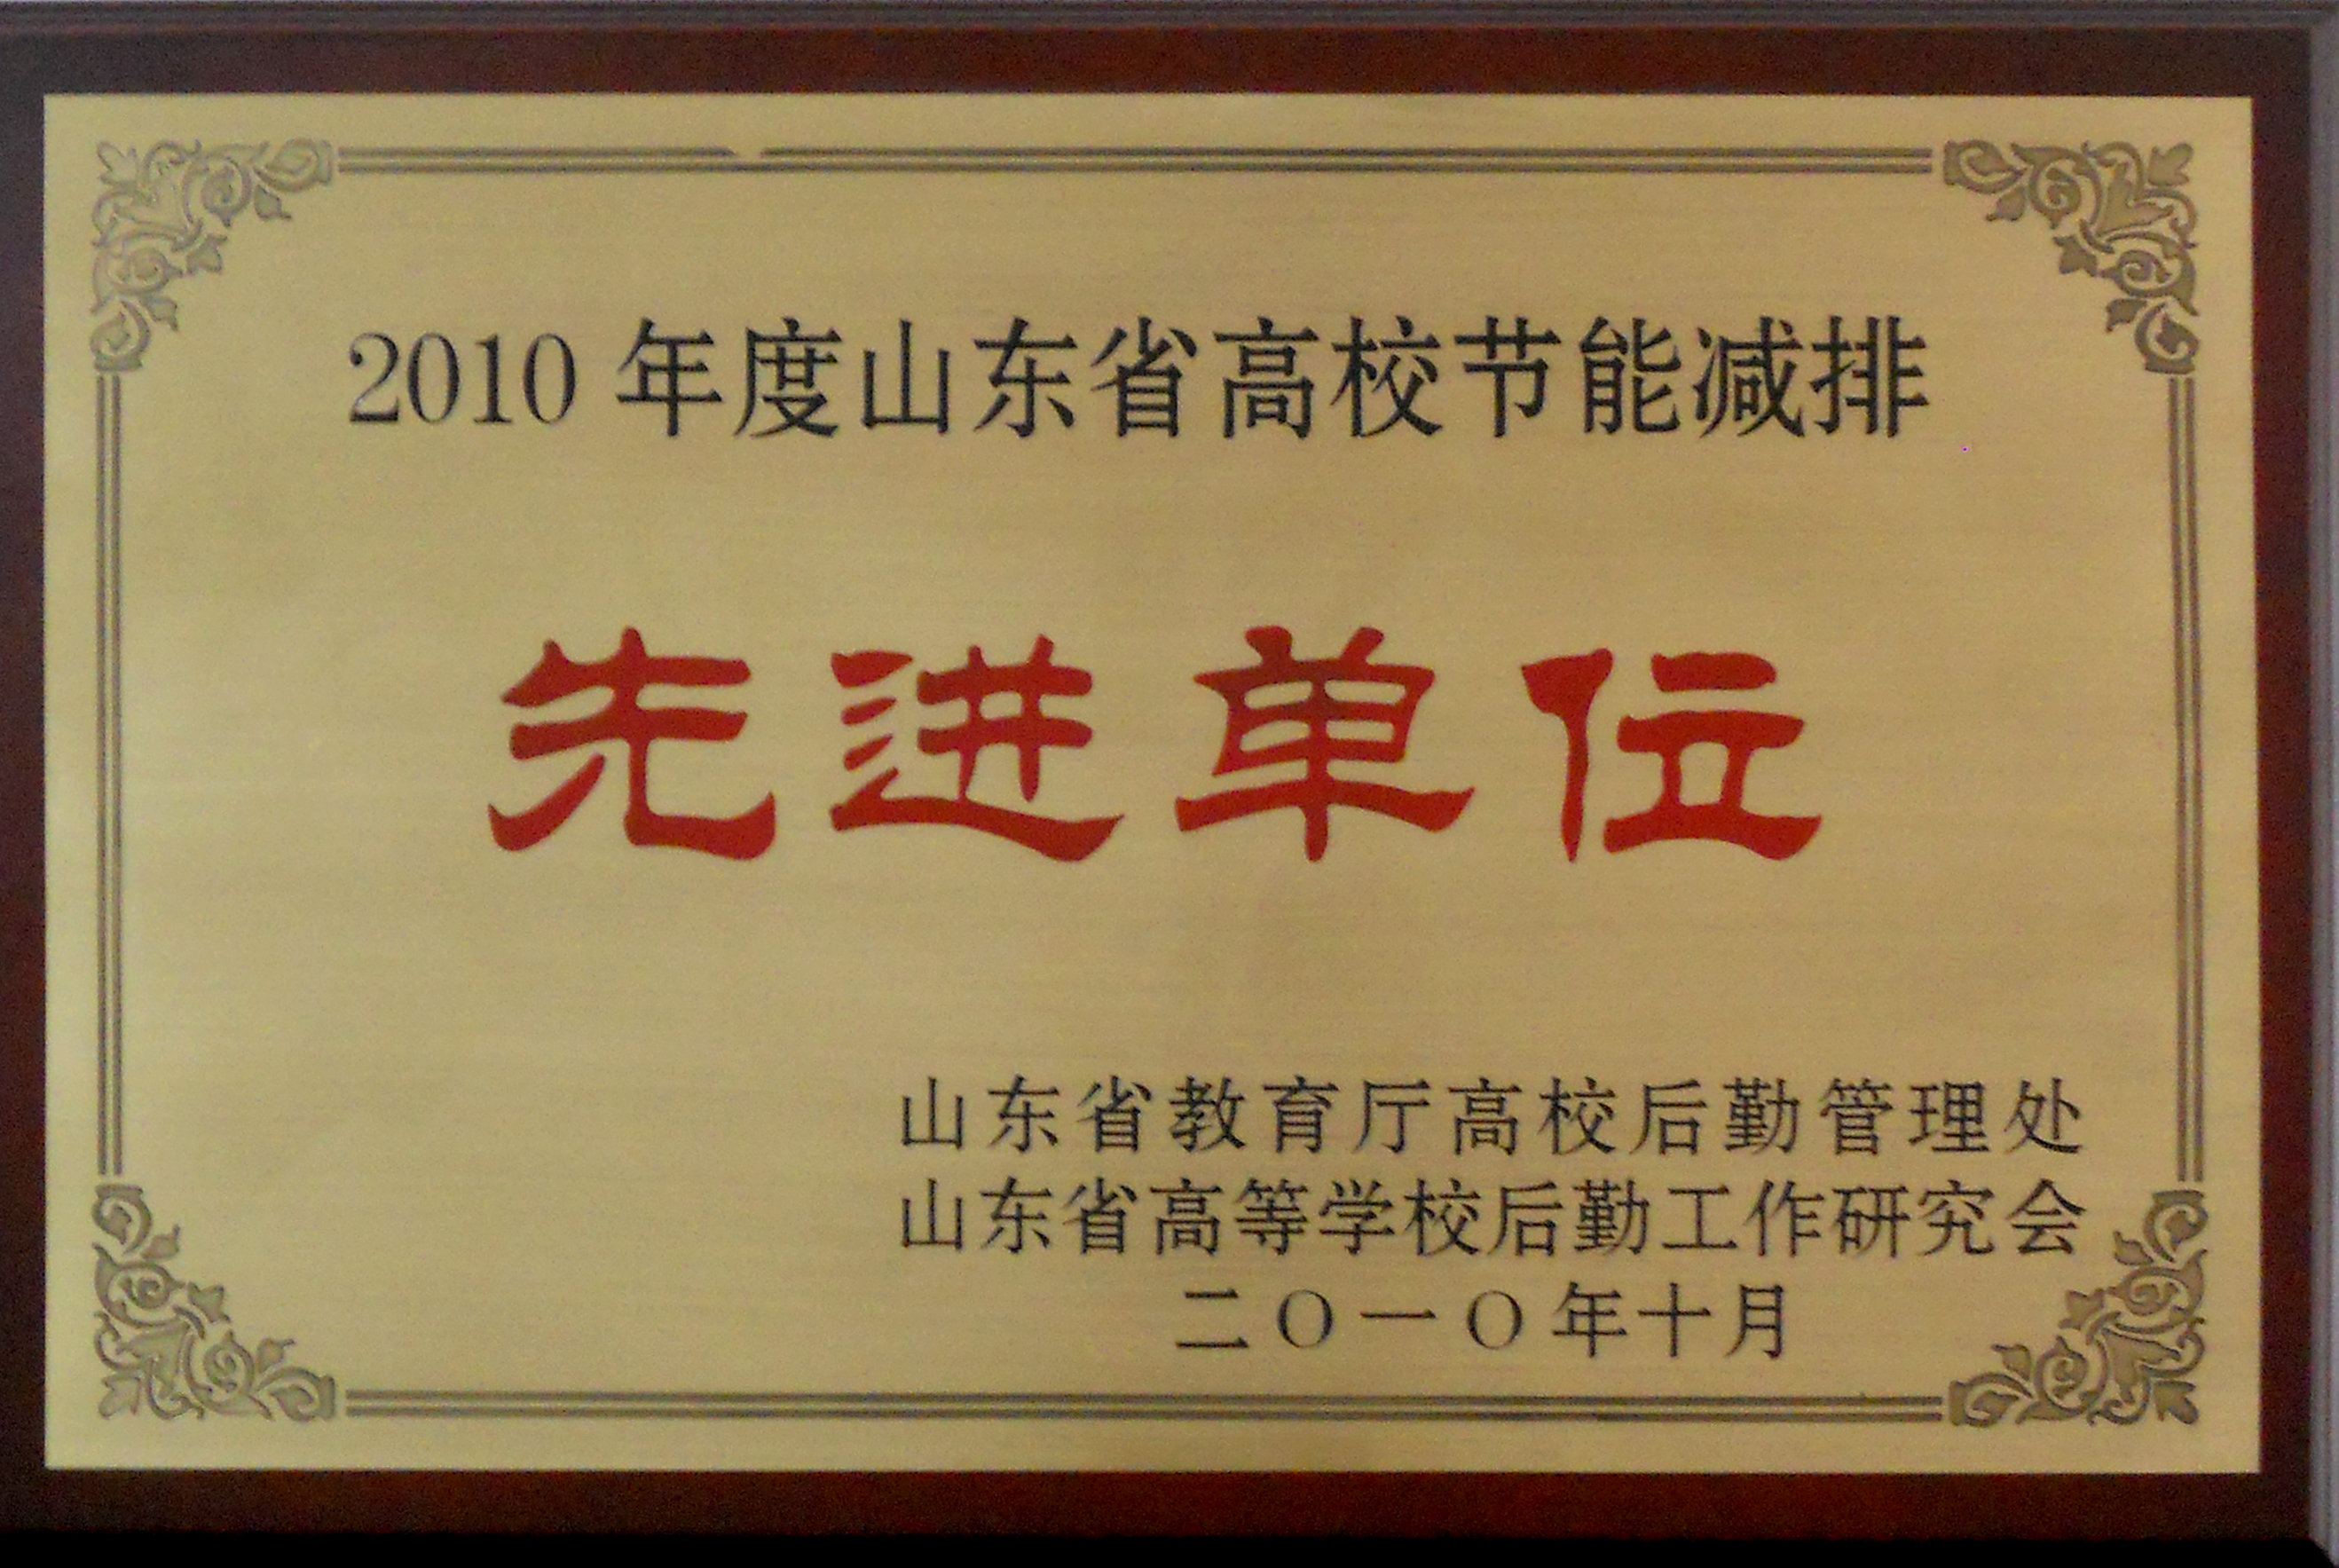 2010年度山东省高校节能减排
先进单位
山东省教育厅高校后勤管理处
山东省高等学校后勤工作研究会
二〇一〇年十月